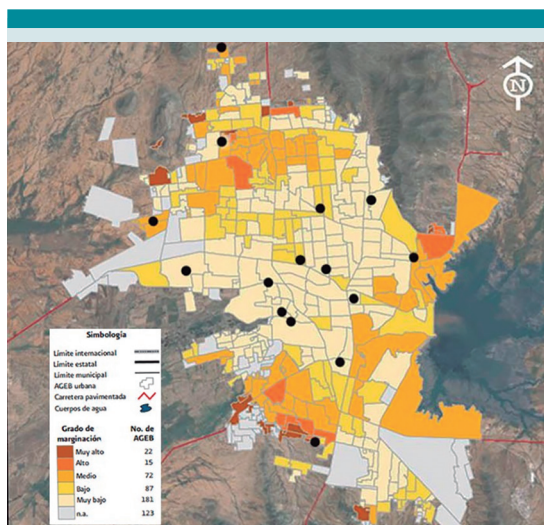 N
Simbología
Límite internacional
Límite estatal
Límite municipal
AGEB urbana
Carretera pavimentada
Cuerpos de agua
Grado de marginación No. de AGEB
Muy alto 22
Alto 15
Medio 72
Bajo 87
Muy bajo 181
n.a. 123